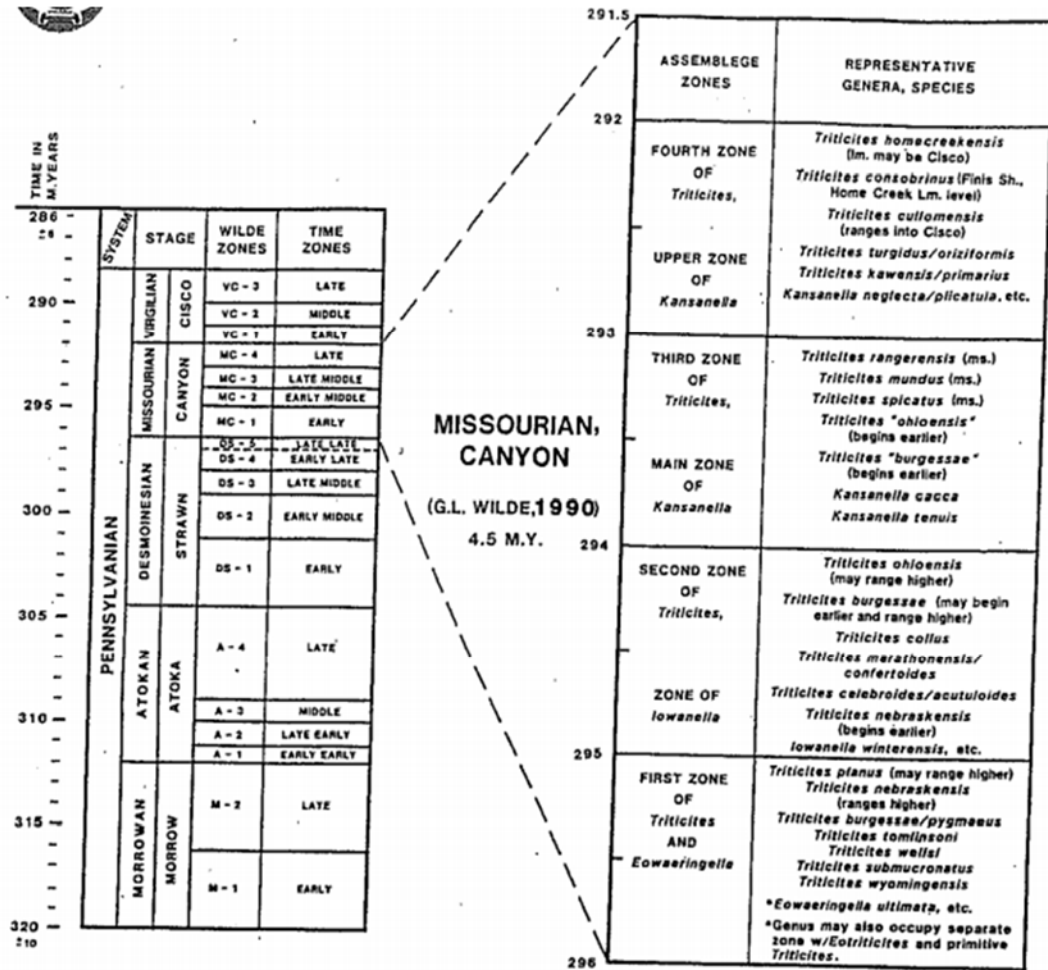 TIME IN
M.YEARS
286
±6
290
295
300
305
310
315
320
±10
SYSTEM
STAGE
WILDE
ZONES
TIME
ZONES
PENNSYLVANIAN
VIRGILIAN
CISCO
VC - 3
LATE
VC - 2
MIDDLE
VC - 1
EARLY
MISSOURIAN
CANYON
MC - 4
LATE
MC - 3
LATE MIDDLE
MC - 2
EARLY MIDDLE
MC - 1
EARLY
DESMOINESIAN
STRAWN
DS - 5
LATE LATE
DS - 4
EARLY LATE
DS - 3
LATE MIDDLE
DS - 2
EARLY MIDDLE
DS - 1
EARLY
ATOKAN
ATOKA
A - 4
LATE
A - 3
MIDDLE
A - 2
LATE EARLY
A - 1
EARLY EARLY
MORROWAN
MORROW
M - 2
LATE
M - 1
EARLY
MISSOURIAN,
CANYON
(G.L. WILDE, 1990)
4.5 M.Y.
291.5
292
293
294
295
296
ASSEMBLEGE
ZONES
REPRESENTATIVE
GENERA, SPECIES
FOURTH ZONE
OF
Triticites,
UPPER ZONE
OF
Kansanella
Triticites homecreekensis
(lm. may be Cisco)
Triticites consobrinus (Finis Sh.,
Home Creek Lm. level)
Triticites cullomensis
(ranges into Cisco)
Triticites turgidus/oriziformis
Triticites kawensis/primarius
Kansanella neglecta/plicatula, etc.
THIRD ZONE
OF
Triticites,
MAIN ZONE
OF
Kansanella
Triticites rangerensis (ms.)
Triticites mundus (ms.)
Triticites spicatus (ms.)
Triticites "ohioensis"
(begins earlier)
Triticites "burgessae"
(begins earlier)
Kansanella gacca
Kansanella tenuis
SECOND ZONE
OF
Triticites,
ZONE OF
Iowanella
Triticites ohioensis
(may range higher)
Triticites burgessae (may begin
earlier and range higher)
Triticites collus
Triticites marathonensis/
confertoides
Triticites celebroides/acutuloides
Triticites nebraskensis
(begins earlier)
Iowanella winterensis, etc.
FIRST ZONE
OF
Triticites
AND
Eowaeringella
Triticites planus (may range higher)
Triticites nebraskensis
(ranges higher)
Triticites burgessae/pygmaeus
Triticites tomlinsoni
Triticites wellsi
Triticites submucronatus
Triticites wyomingensis
*Eowaeringella ultimata, etc.
*Genus may also occupy separate
zone w/Eotriticites and primitive
Triticites.